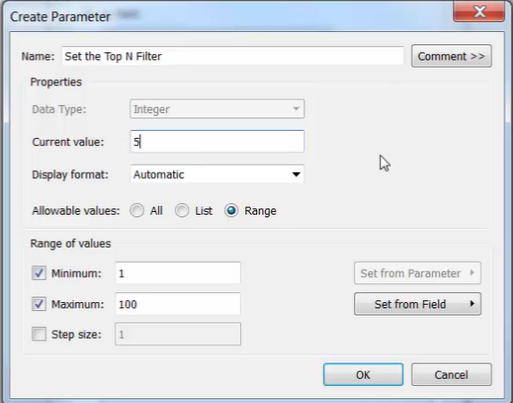 Create Parameter
Name: Set the Top N Filter Comment >>
Properties
Data Type: Integer
Current value: 5
Display format: Automatic
Allowable values: All List Range
Range of values
Minimum: 1 Set from Parameter
Maximum: 100 Set from Field
Step size: 1
OK Cancel